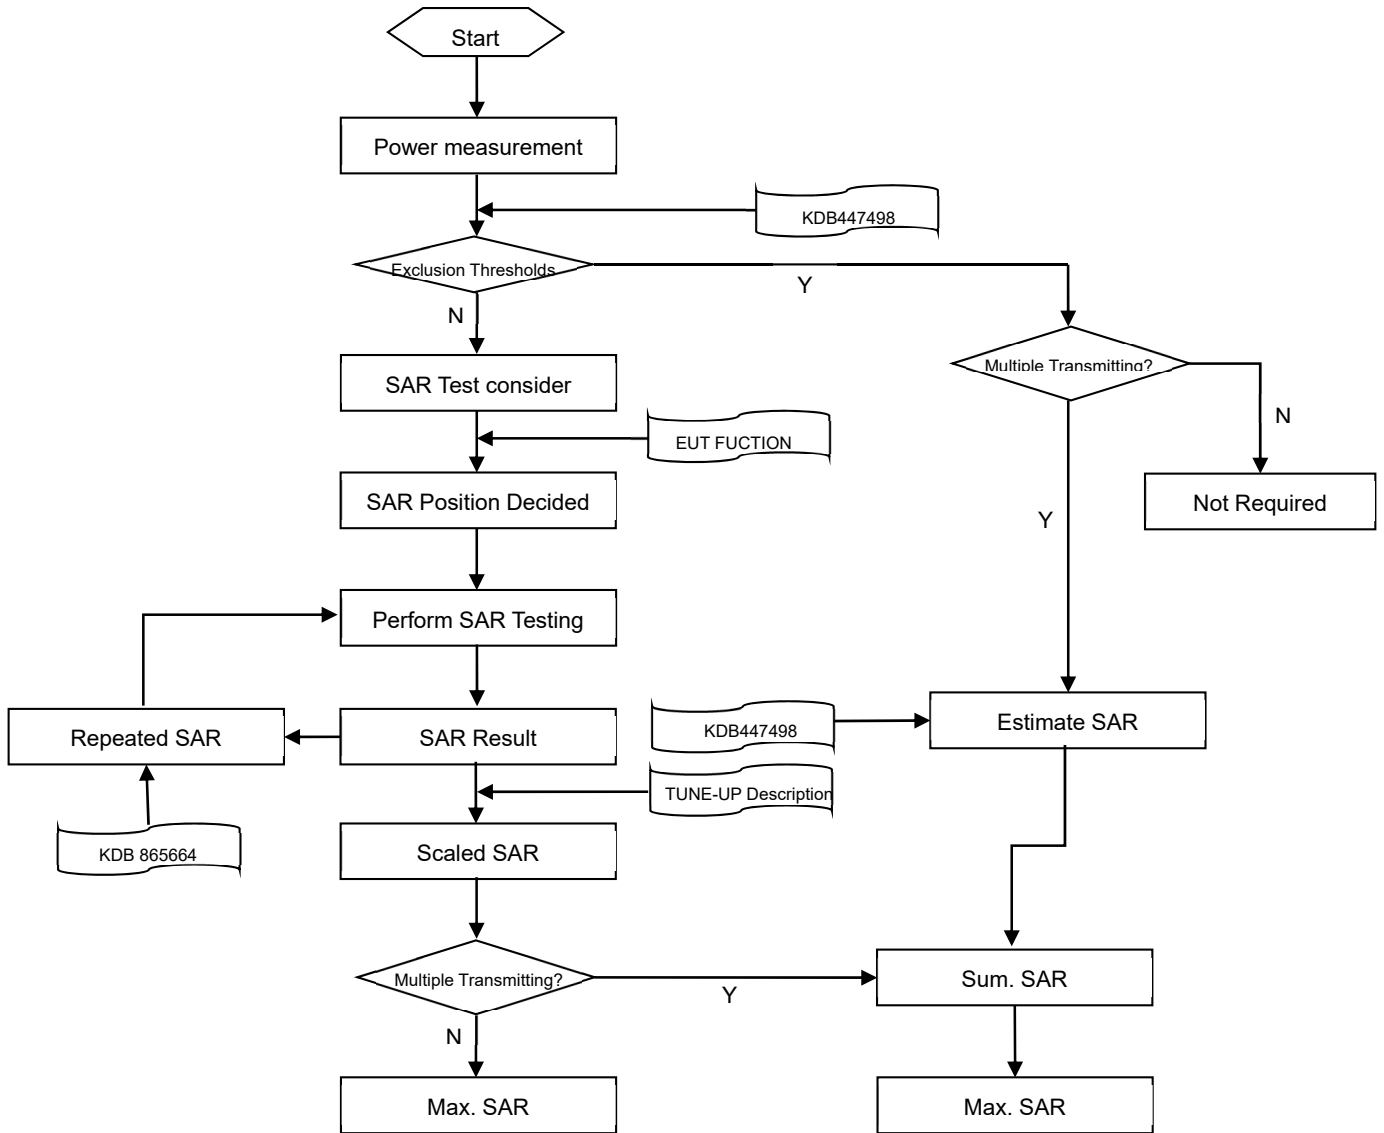 Start
Power measurement
KDB447498
Exclusion Thresholds
Y
N
Multiple Transmitting?
SAR Test consider
N
EUT FUCTION
SAR Position Decided
Not Required
Y
Perform SAR Testing
Repeated SAR
SAR Result
KDB447498
Estimate SAR
TUNE-UP Description
KDB 865664
Scaled SAR
Multiple Transmitting?
Y
Sum. SAR
N
Max. SAR
Max. SAR